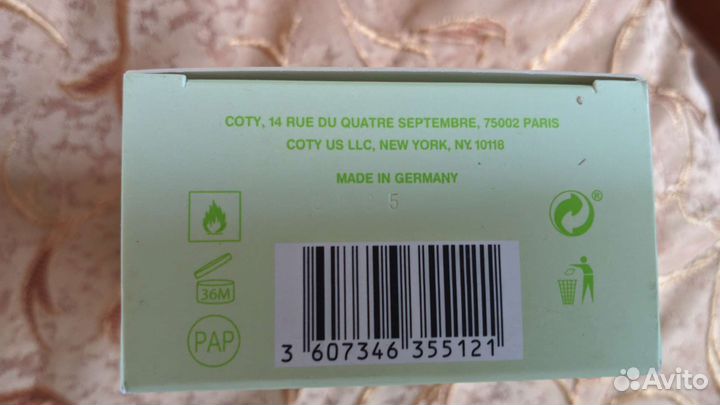 COTY, 14 RUE DU QUATRE SEPTEMBRE, 75002 PARIS
COTY US LLC, NEW YORK, NY. 10118
MADE IN GERMANY
5
®
36M
PAP
3 607346 355121
Avito